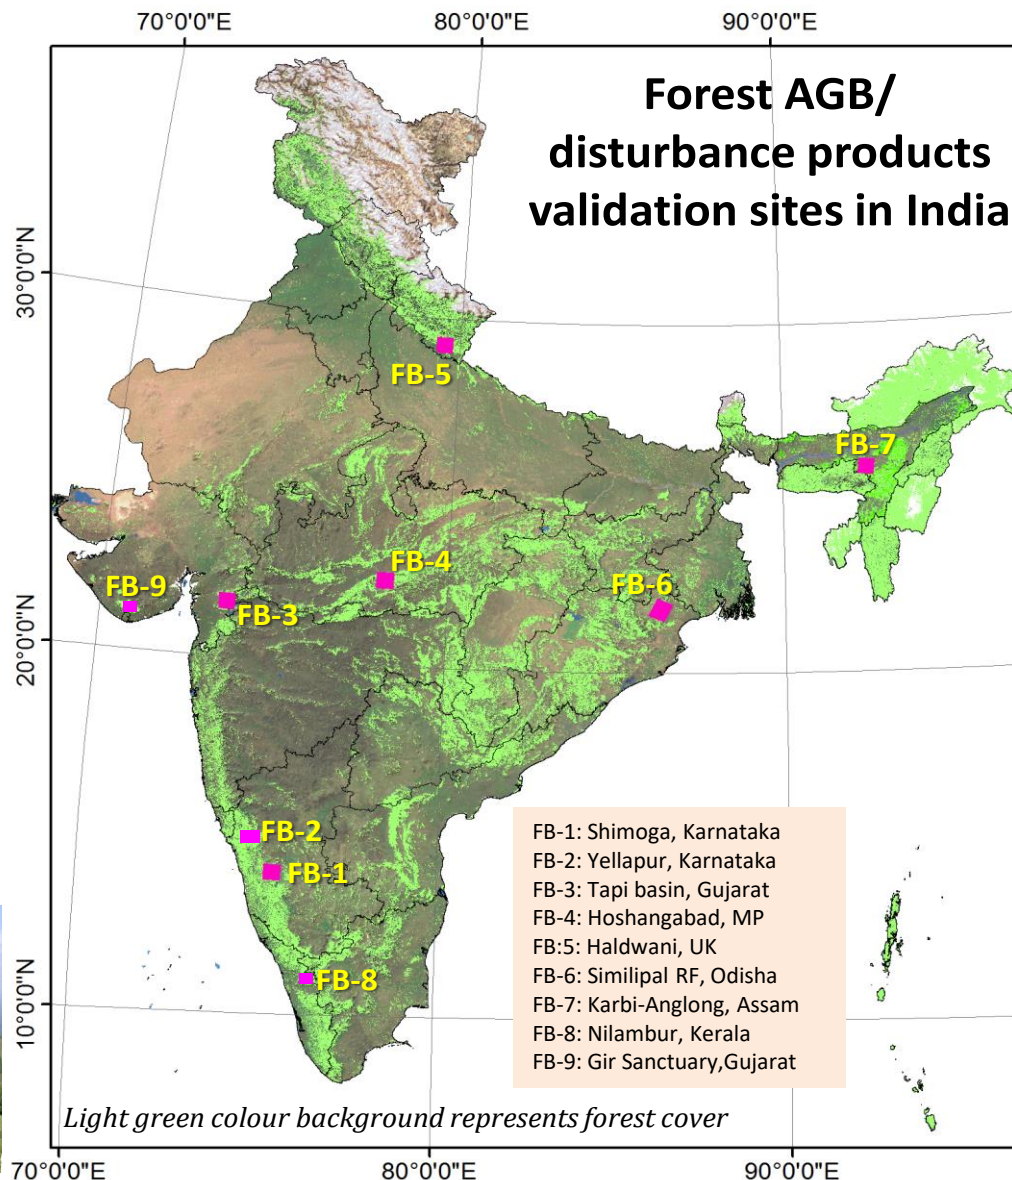 70°0'0"E 80°0'0"E 90°0'0"E
Forest AGB/
disturbance products
validation sites in India
30°0'0"N
FB-5
FB-7
FB-4
FB-9
FB-6
FB-3
20°0'0"N
FB-2
FB-1
FB-8
10°0'0"N
FB-1: Shimoga, Karnataka
FB-2: Yellapur, Karnataka
FB-3: Tapi basin, Gujarat
FB-4: Hoshangabad, MP
FB:5: Haldwani, UK
FB-6: Similipal RF, Odisha
FB-7: Karbi-Anglong, Assam
FB-8: Nilambur, Kerala
FB-9: Gir Sanctuary,Gujarat
Light green colour background represents forest cover
70°0'0"E 80°0'0"E 90°0'0"E